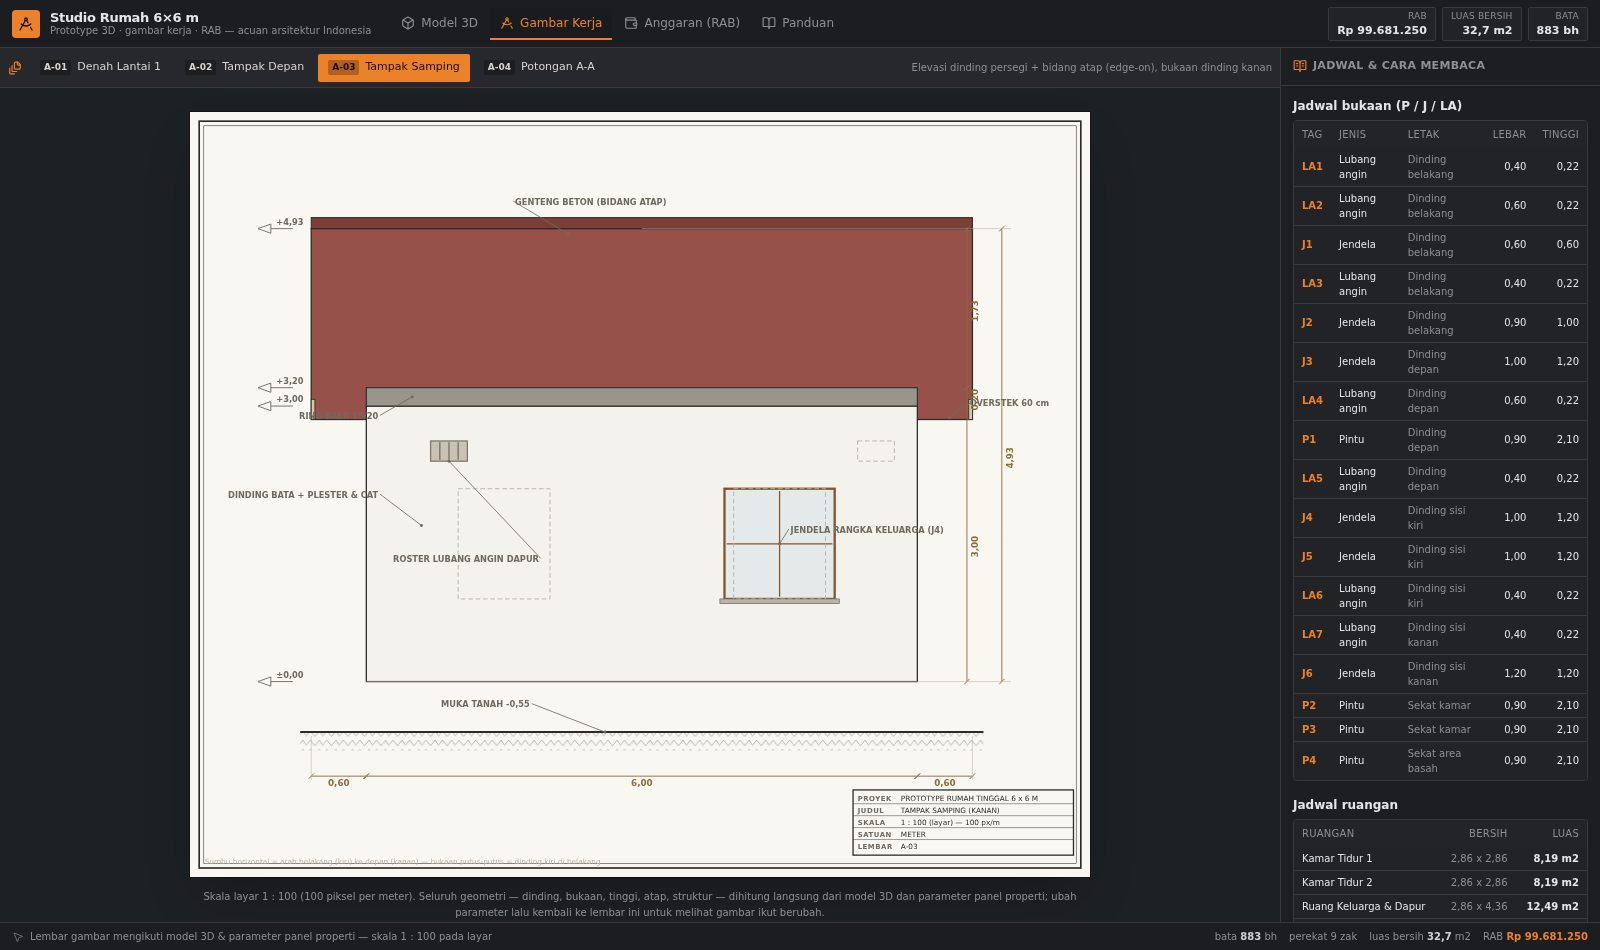 Studio Rumah 6×6 m
Prototype 3D · gambar kerja · RAB — acuan arsitektur Indonesia
Model 3D
Gambar Kerja
Anggaran (RAB)
Panduan
RAB
Rp 99.681.250
LUAS BERSIH
32,7 m2
BATA
883 bh
A-01 Denah Lantai 1
A-02 Tampak Depan
A-03 Tampak Samping
A-04 Potongan A-A
Elevasi dinding persegi + bidang atap (edge-on), bukaan dinding kanan
GENTENG BETON (BIDANG ATAP)
+4,93
1,73
+3,20
+3,00
0,20
OVERSTEK 60 cm
4,93
DINDING BATA + PLESTER & CAT
JENDELA RANGKA KELUARGA (J4)
ROSTER LUBANG ANGIN DAPUR
3,00
±0,00
MUKA TANAH -0,55
0,60
6,00
0,60
PROYEK PROTOTYPE RUMAH TINGGAL 6 x 6 M
JUDUL TAMPAK SAMPING (KANAN)
SKALA 1 : 100 (layar) — 100 px/m
SATUAN METER
LEMBAR A-03
Sumbu horizontal = arah belakang (kiri) ke depan (kanan) — bukaan putus-putus = dinding kiri di belakang
Skala layar 1 : 100 (100 piksel per meter). Seluruh geometri — dinding, bukaan, tinggi, atap, struktur — dihitung langsung dari model 3D dan parameter panel properti; ubah
parameter lalu kembali ke lembar ini untuk melihat gambar ikut berubah.
JADWAL & CARA MEMBACA
Jadwal bukaan (P / J / LA)
TAG JENIS LETAK LEBAR TINGGI
LA1 Lubang angin Dinding belakang 0,40 0,22
LA2 Lubang angin Dinding belakang 0,60 0,22
J1 Jendela Dinding belakang 0,60 0,60
LA3 Lubang angin Dinding belakang 0,40 0,22
J2 Jendela Dinding belakang 0,90 1,00
J3 Jendela Dinding depan 1,00 1,20
LA4 Lubang angin Dinding depan 0,60 0,22
P1 Pintu Dinding depan 0,90 2,10
LA5 Lubang angin Dinding depan 0,40 0,22
J4 Jendela Dinding sisi kiri 1,00 1,20
J5 Jendela Dinding sisi kiri 1,00 1,20
LA6 Lubang angin Dinding sisi kiri 0,40 0,22
LA7 Lubang angin Dinding sisi kanan 0,40 0,22
J6 Jendela Dinding sisi kanan 1,20 1,20
P2 Pintu Sekat kamar 0,90 2,10
P3 Pintu Sekat kamar 0,90 2,10
P4 Pintu Sekat area basah 0,90 2,10
Jadwal ruangan
RUANGAN BERSIH LUAS
Kamar Tidur 1 2,86 x 2,86 8,19 m2
Kamar Tidur 2 2,86 x 2,86 8,19 m2
Ruang Keluarga & Dapur 2,86 x 4,36 12,49 m2
Lembar gambar mengikuti model 3D & parameter panel properti — skala 1 : 100 pada layar
bata 883 bh perekat 9 zak luas bersih 32,7 m2 RAB Rp 99.681.250